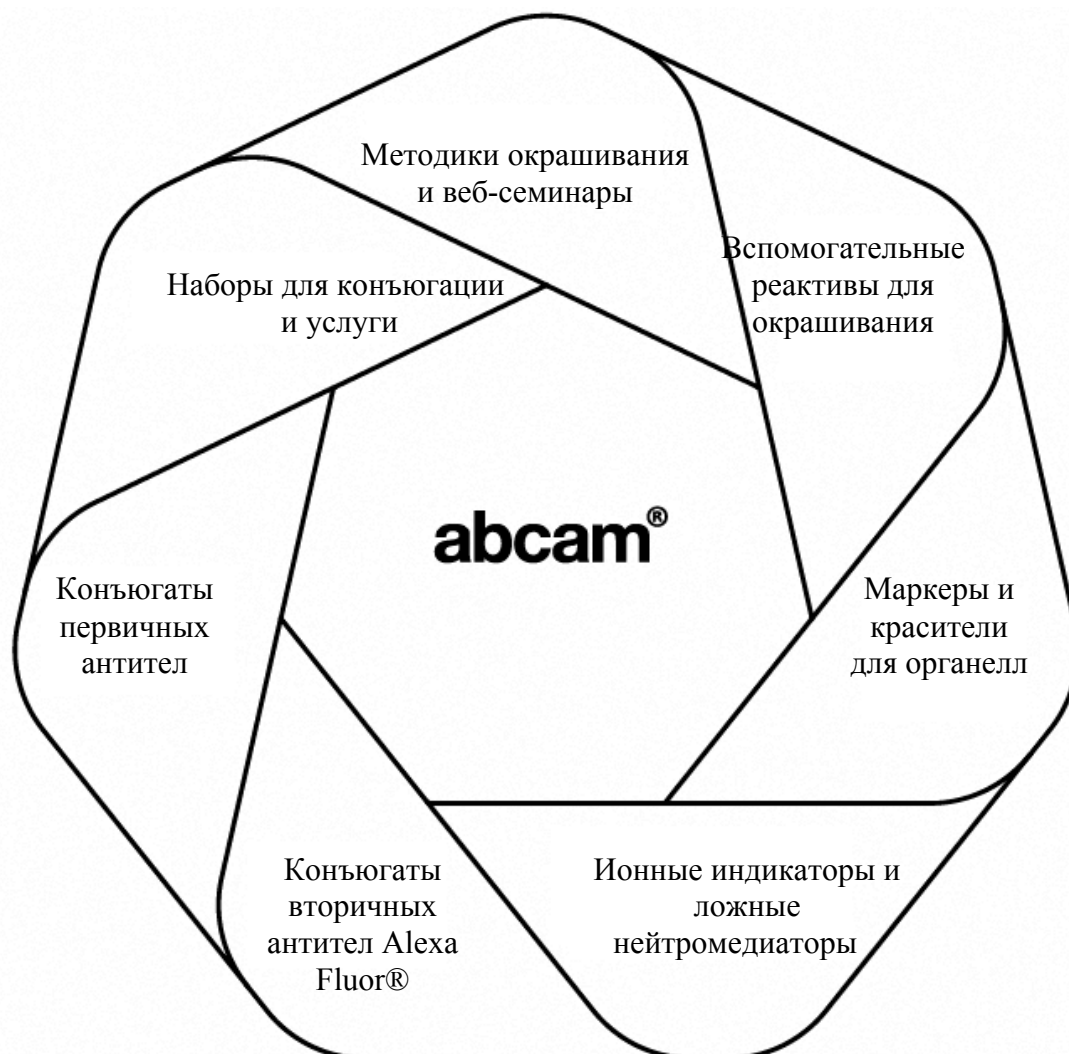 Методики окрашивания
и веб-семинары
Вспомогательные
реактивы для
окрашивания
Наборы для конъюгации
и услуги
abcam®
Конъюгаты
первичных
антител
Маркеры и
красители
для органелл
Конъюгаты
вторичных
антител Alexa
Fluor®
Ионные индикаторы и
ложные
нейтромедиаторы